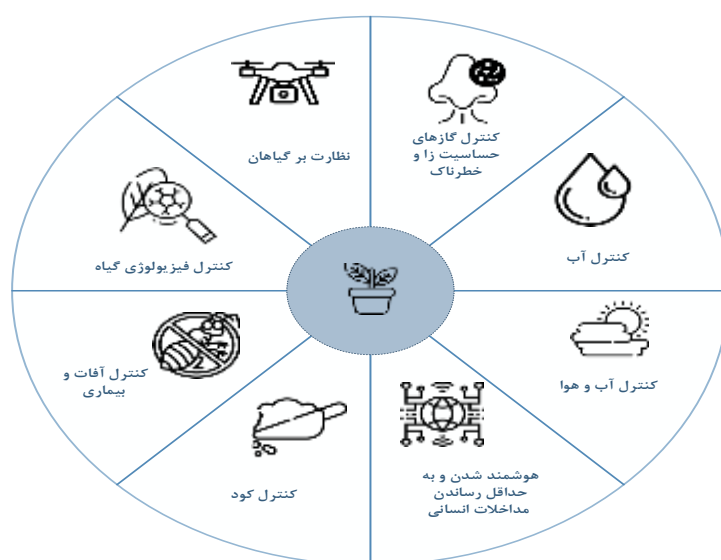 کنترل گازهای
حساسیت زا و
خطرناک
کنترل آب
کنترل آب و هوا
هوشمند شدن و به
حداقل رساندن
مداخلات انسانی
کنترل کود
کنترل آفات و
بیماری
کنترل فیزیولوژی گیاه
نظارت بر گیاهان